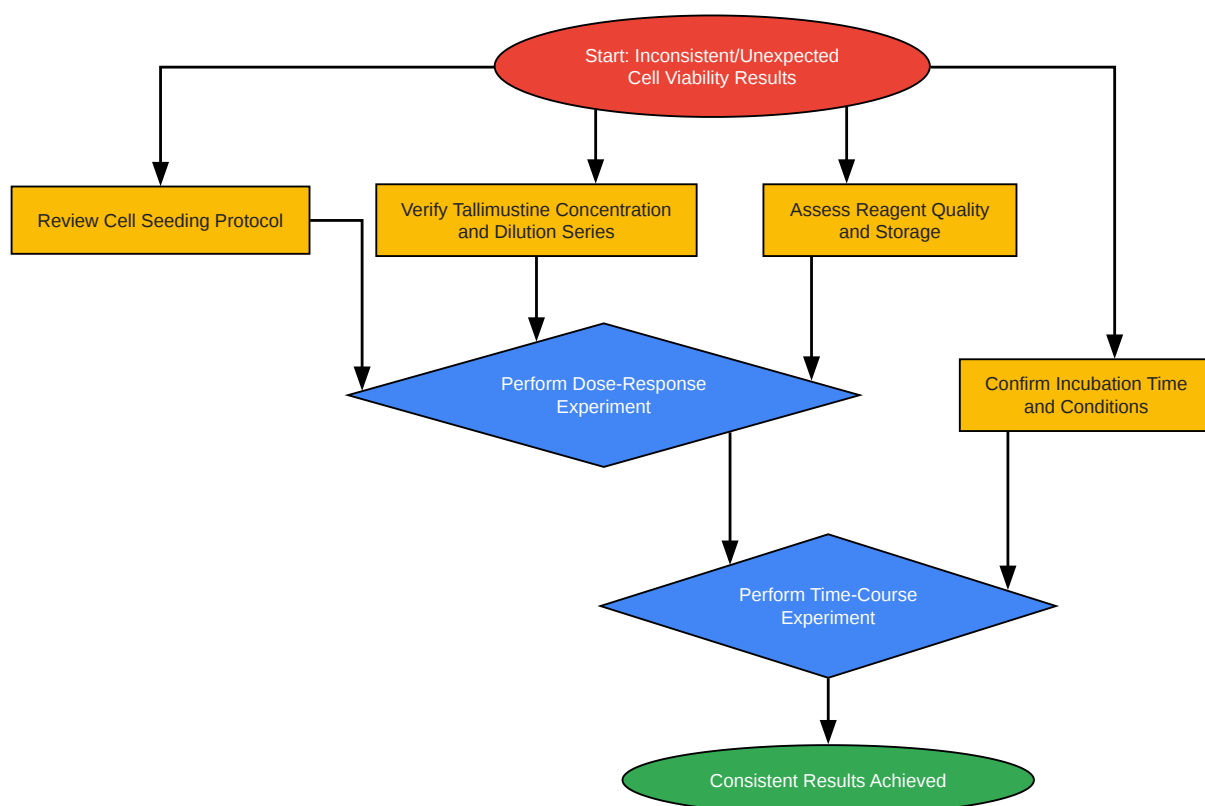 Start: Inconsistent/Unexpected
Cell Viability Results
Review Cell Seeding Protocol
Verify Tallimustine Concentration
and Dilution Series
Assess Reagent Quality
and Storage
Perform Dose-Response
Experiment
Confirm Incubation Time
and Conditions
Perform Time-Course
Experiment
Consistent Results Achieved